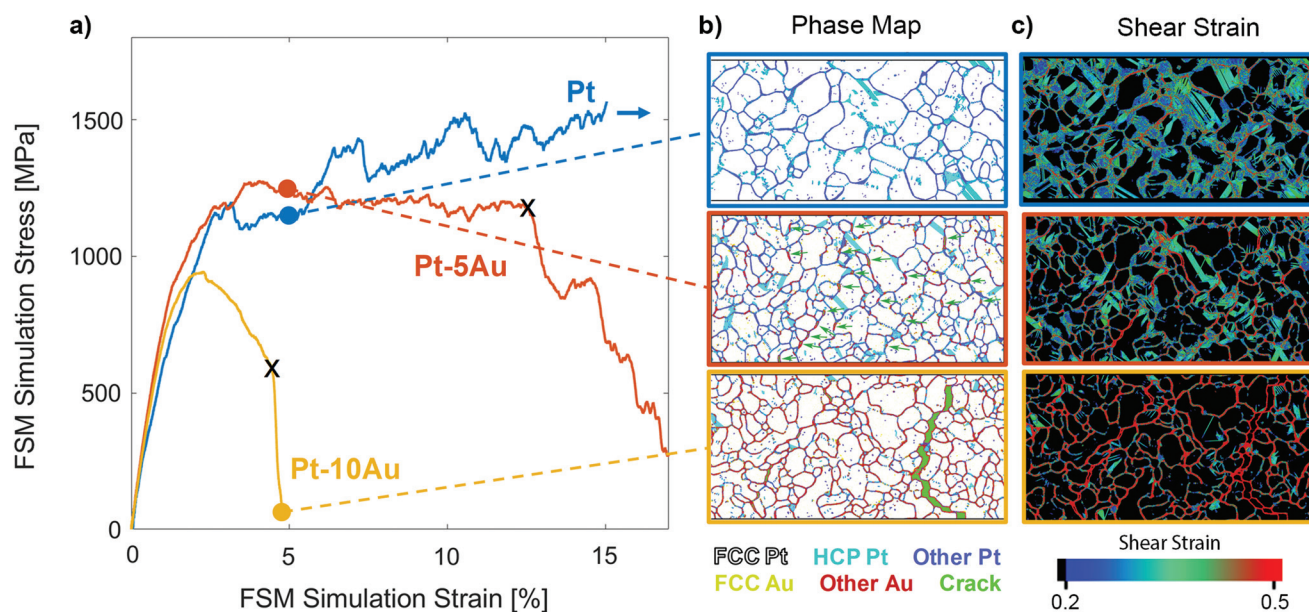 a)
b)
Phase Map
c)
Shear Strain
FSM Simulation Stress [MPa]
1500
1000
500
0
Pt
Pt-5Au
X
X
Pt-10Au
0
5
10
15
FSM Simulation Strain [%]
FCC Pt HCP Pt Other Pt
FCC Au Other Au Crack
Shear Strain
0.2
0.5